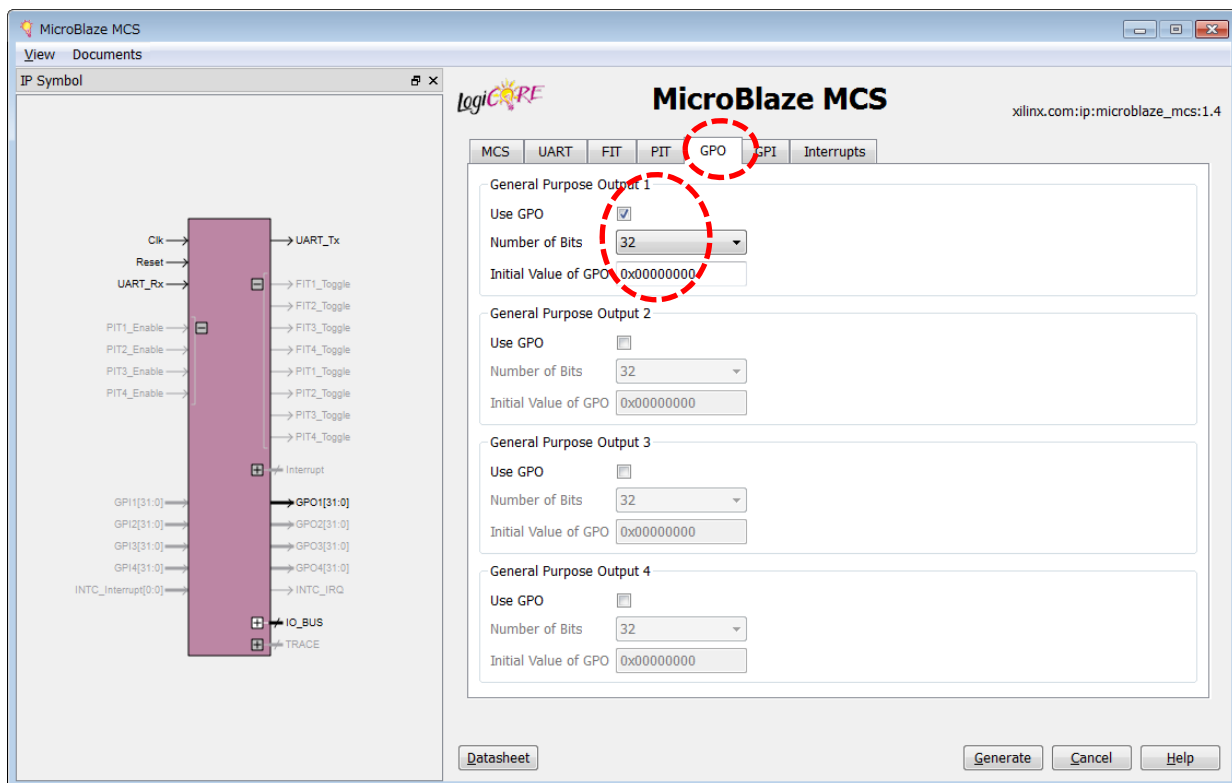 MicroBlaze MCS
View Documents
IP Symbol
Clk
Reset
UART_Rx
PIT1_Enable
PIT2_Enable
PIT3_Enable
PIT4_Enable
GPI1[31:0]
GPI2[31:0]
GPI3[31:0]
GPI4[31:0]
INTC_Interrupt[0:0]
UART_Tx
FIT1_Toggle
FIT2_Toggle
FIT3_Toggle
FIT4_Toggle
PIT1_Toggle
PIT2_Toggle
PIT3_Toggle
PIT4_Toggle
Interrupt
GPO1[31:0]
GPO2[31:0]
GPO3[31:0]
GPO4[31:0]
INTC_IRQ
IO_BUS
TRACE
LogiCORE
MicroBlaze MCS
xilinx.com:ip:microblaze_mcs:1.4
MCS UART FIT PIT GPO GPI Interrupts
General Purpose Output 1
Use GPO
Number of Bits 32
Initial Value of GPO 0x00000000
General Purpose Output 2
Use GPO
Number of Bits 32
Initial Value of GPO 0x00000000
General Purpose Output 3
Use GPO
Number of Bits 32
Initial Value of GPO 0x00000000
General Purpose Output 4
Use GPO
Number of Bits 32
Initial Value of GPO 0x00000000
Datasheet Generate Cancel Help